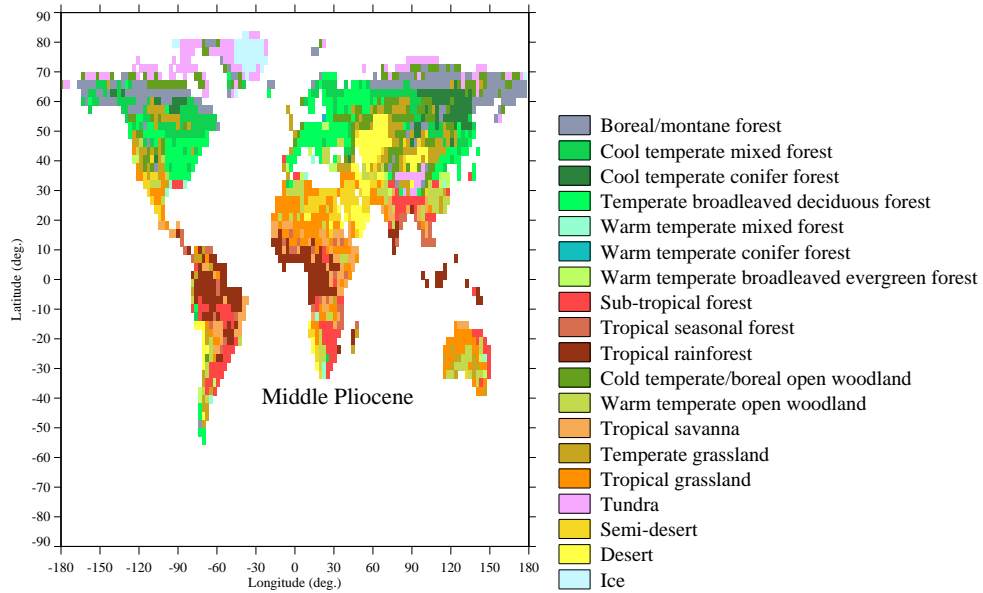 90
80
70
60
50
40
30
20
10
0
-10
-20
-30
-40
-50
-60
-70
-80
-90
Latitude (deg.)
Middle Pliocene
-180 -150 -120 -90 -60 -30 0 30 60 90 120 150 180
Longitude (deg.)
Boreal/montane forest
Cool temperate mixed forest
Cool temperate conifer forest
Temperate broadleaved deciduous forest
Warm temperate mixed forest
Warm temperate conifer forest
Warm temperate broadleaved evergreen forest
Sub-tropical forest
Tropical seasonal forest
Tropical rainforest
Cold temperate/boreal open woodland
Warm temperate open woodland
Tropical savanna
Temperate grassland
Tropical grassland
Tundra
Semi-desert
Desert
Ice